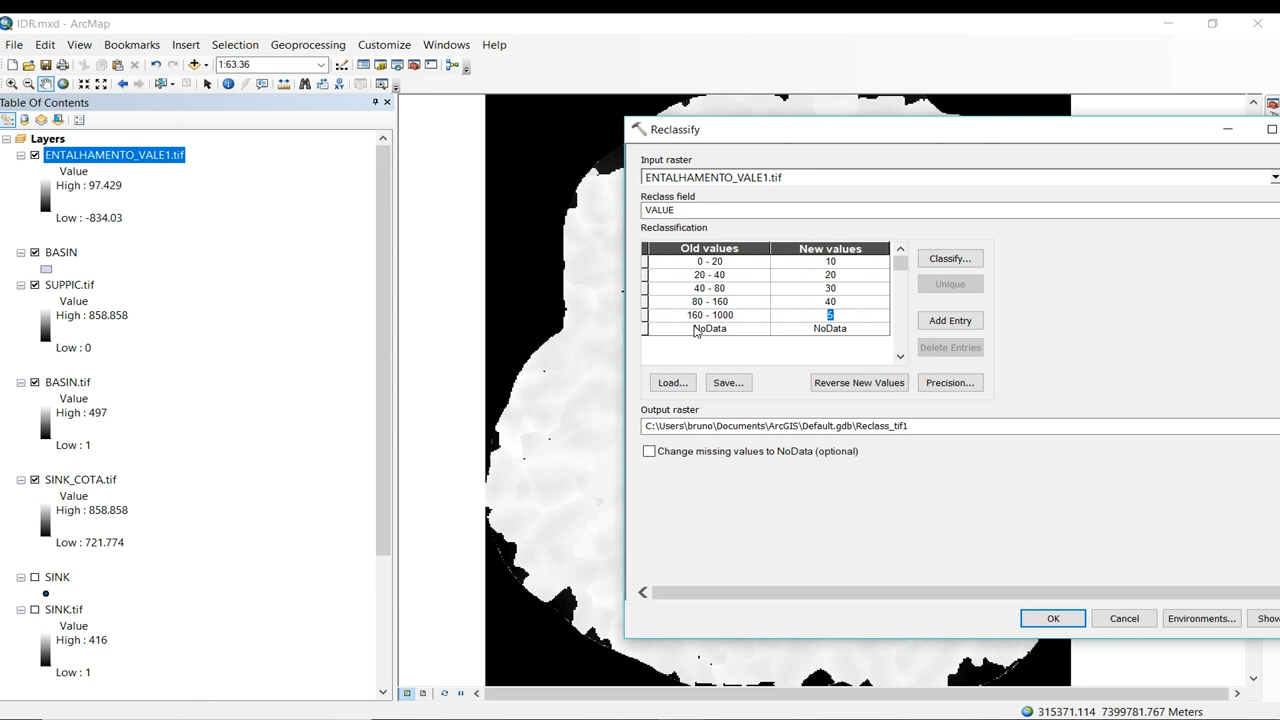 IDR.mxd - ArcMap
File Edit View Bookmarks Insert Selection Geoprocessing Customize Windows Help
1:63.36
Table Of Contents
Layers
ENTALHAMENTO_VALE1.tif
Value
High : 97.429
Low : -834.03
BASIN
SUPPIC.tif
Value
High : 858.858
Low : 0
BASIN.tif
Value
High : 497
Low : 1
SINK_COTA.tif
Value
High : 858.858
Low : 721.774
SINK
SINK.tif
Value
High : 416
Low : 1
Reclassify
Input raster
ENTALHAMENTO_VALE1.tif
Reclass field
VALUE
Reclassification
Old values New values
0 - 20 10
20 - 40 20
40 - 80 30
80 - 160 40
160 - 1000 5
NoData NoData
Classify...
Unique
Add Entry
Delete Entries
Load... Save... Reverse New Values Precision...
Output raster
C:\Users\bruno\Documents\ArcGIS\Default.gdb\Reclass_tif1
Change missing values to NoData (optional)
OK Cancel Environments... Show
315371.114 7399781.767 Meters